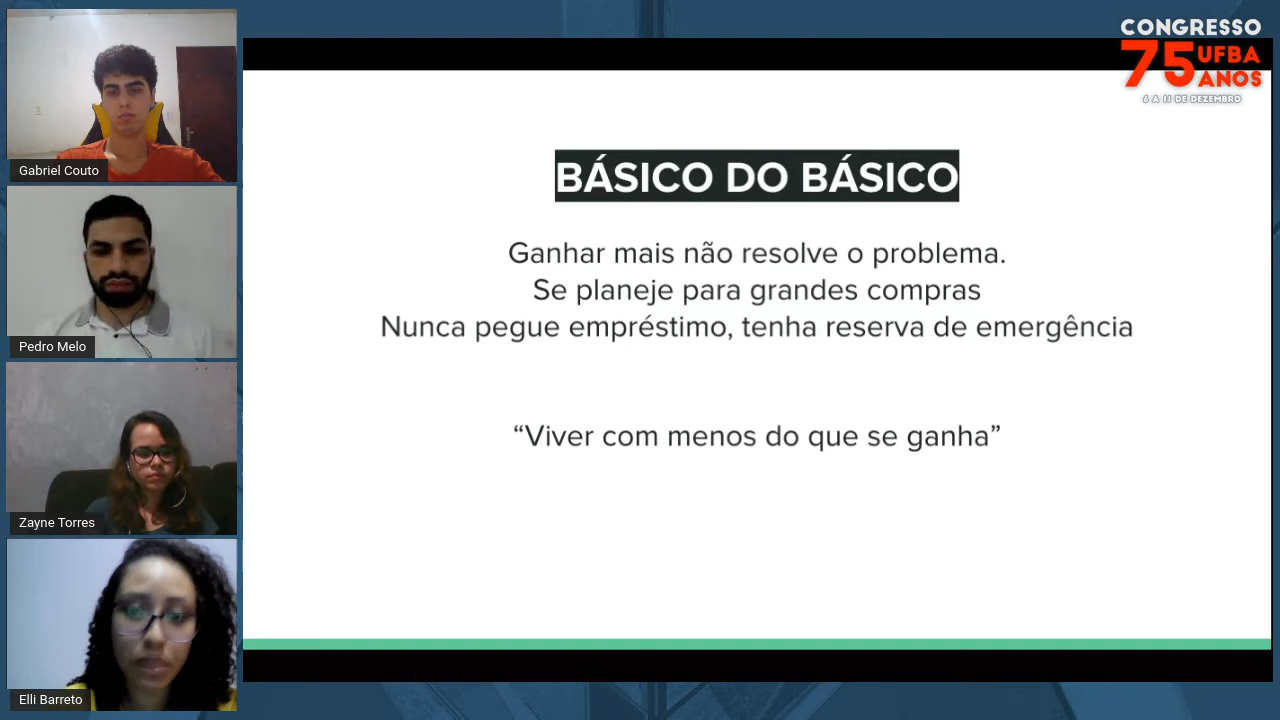 CONGRESSO
75 UFBA
ANOS
6 A 11 DE DEZEMBRO
Gabriel Couto
Pedro Melo
Zayne Torres
Elli Barreto
BÁSICO DO BÁSICO
Ganhar mais não resolve o problema.
Se planeje para grandes compras
Nunca pegue empréstimo, tenha reserva de emergência
“Viver com menos do que se ganha”